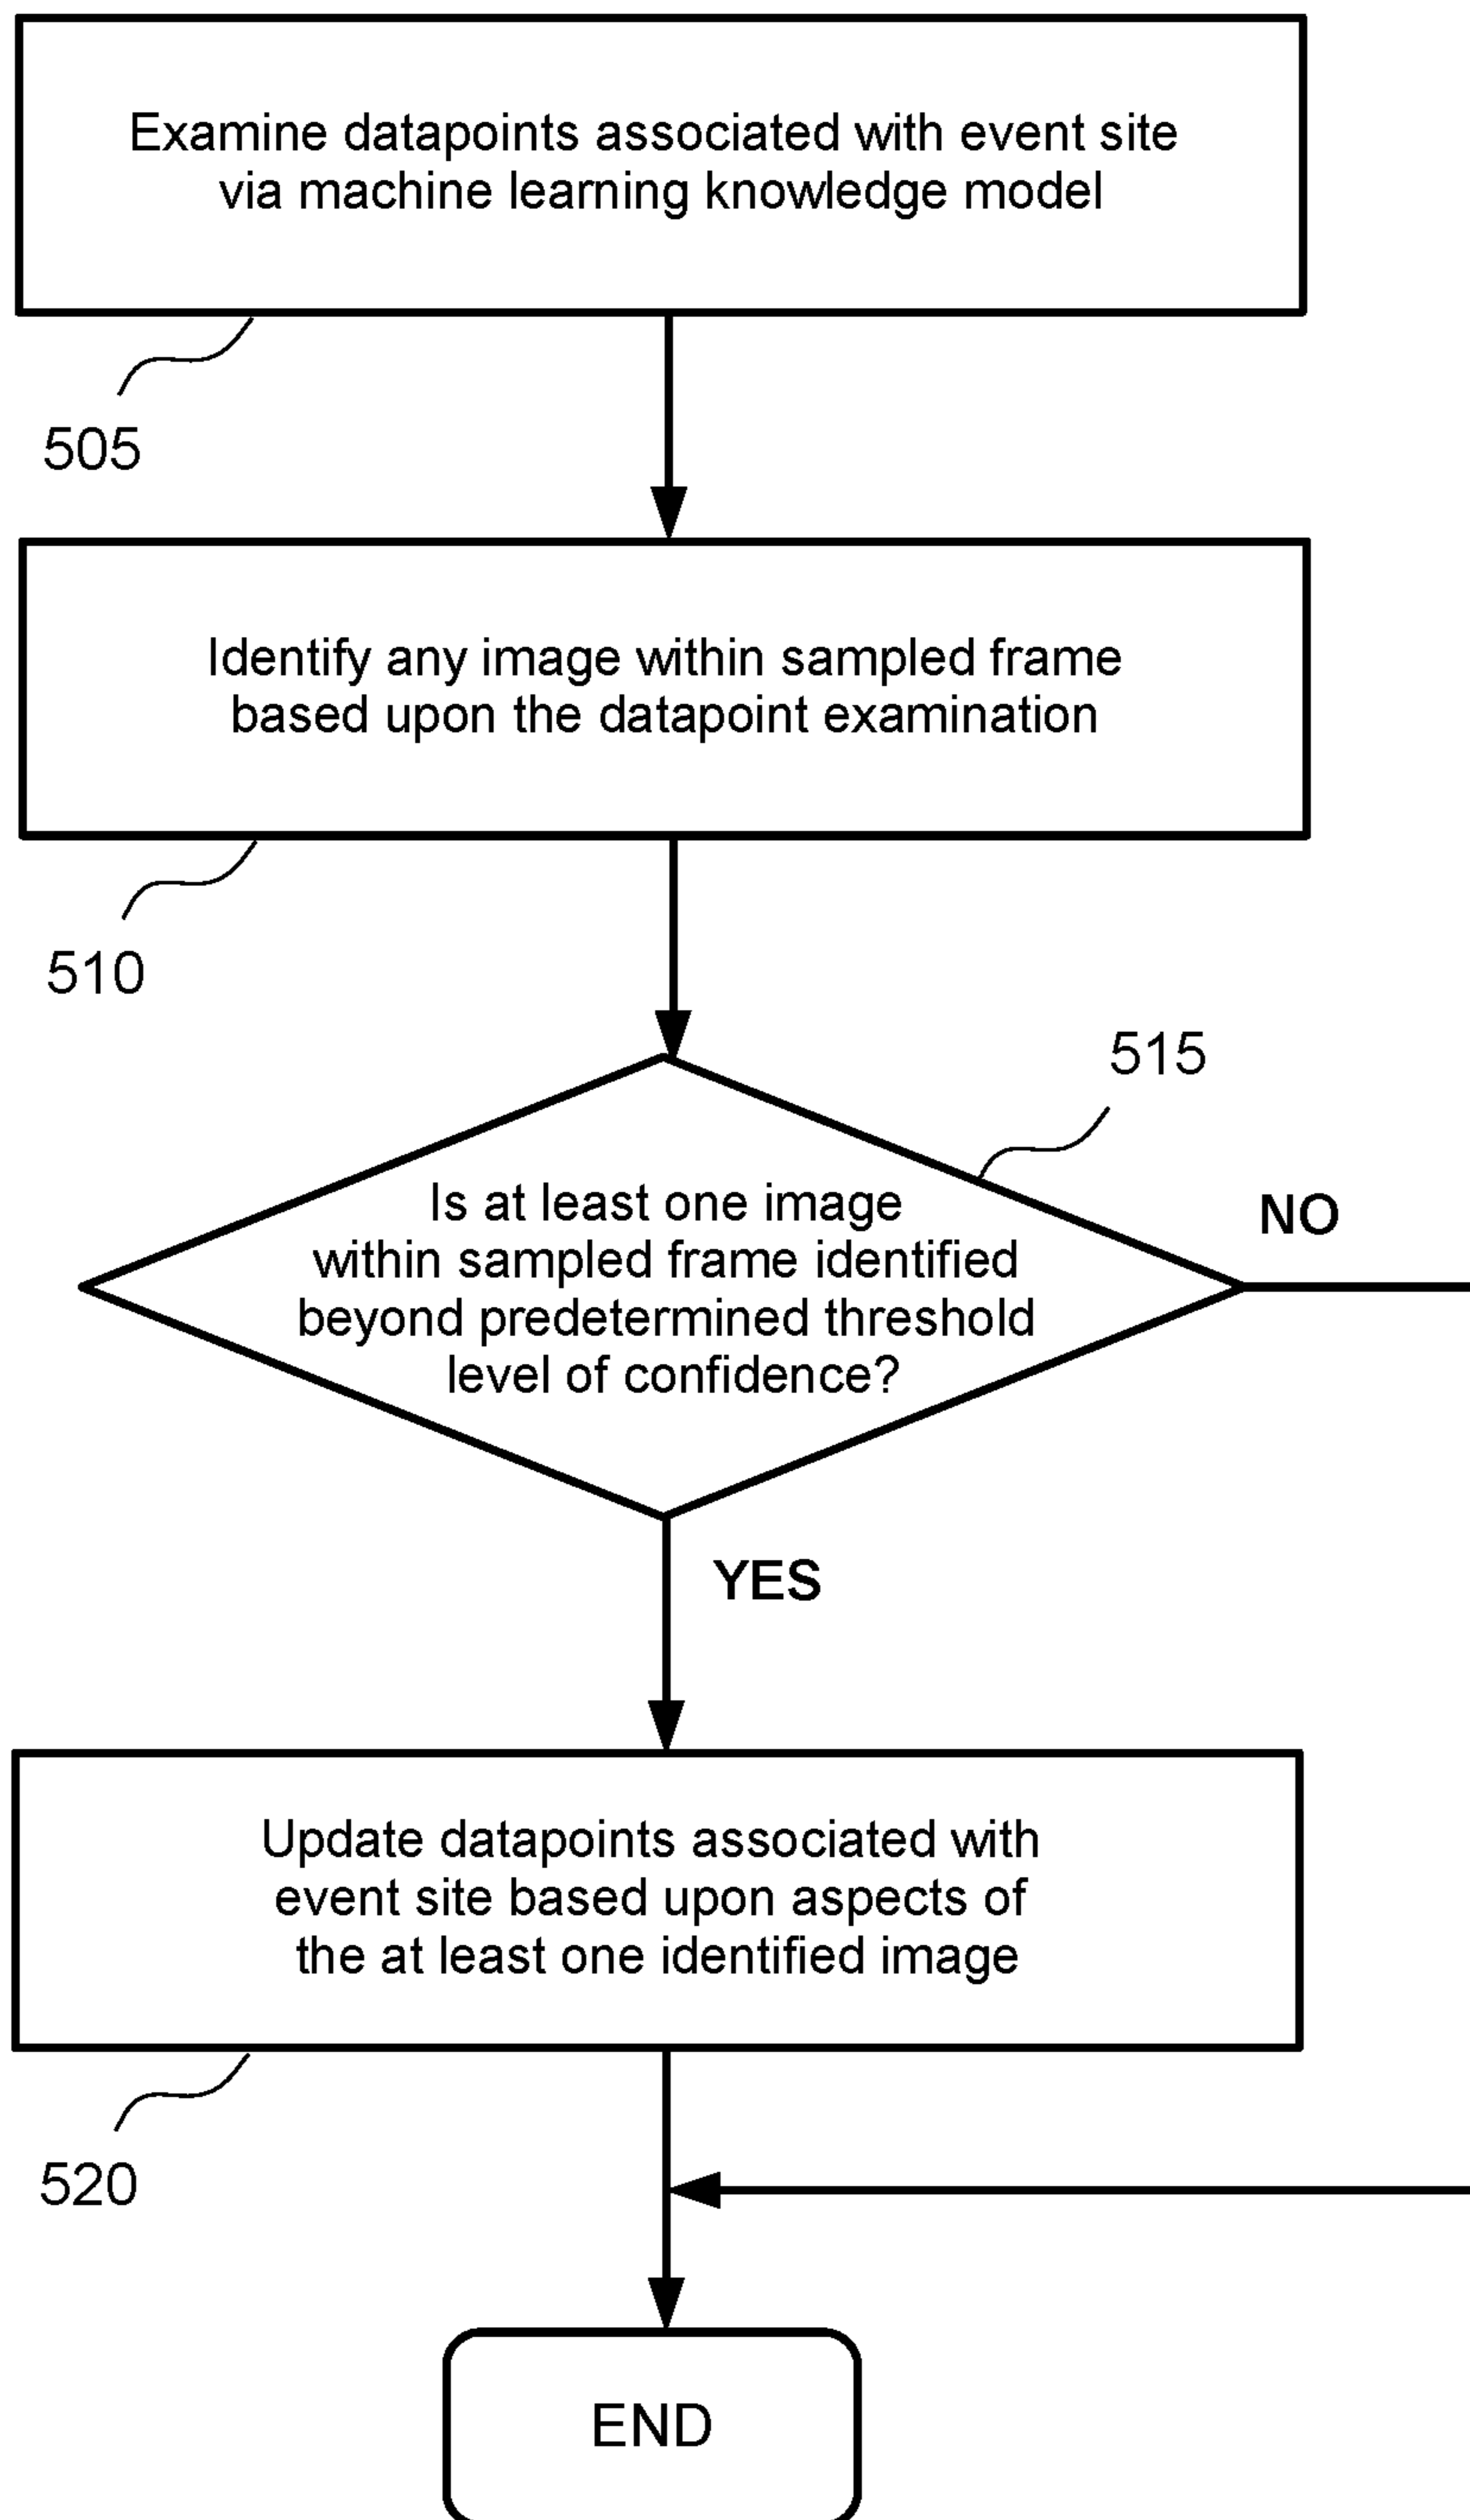 Examine datapoints associated with event site
via machine learning knowledge model
505
Identify any image within sampled frame
based upon the datapoint examination
510
515
Is at least one image
within sampled frame identified
beyond predetermined threshold
level of confidence?
NO
YES
Update datapoints associated with
event site based upon aspects of
the at least one identified image
520
END